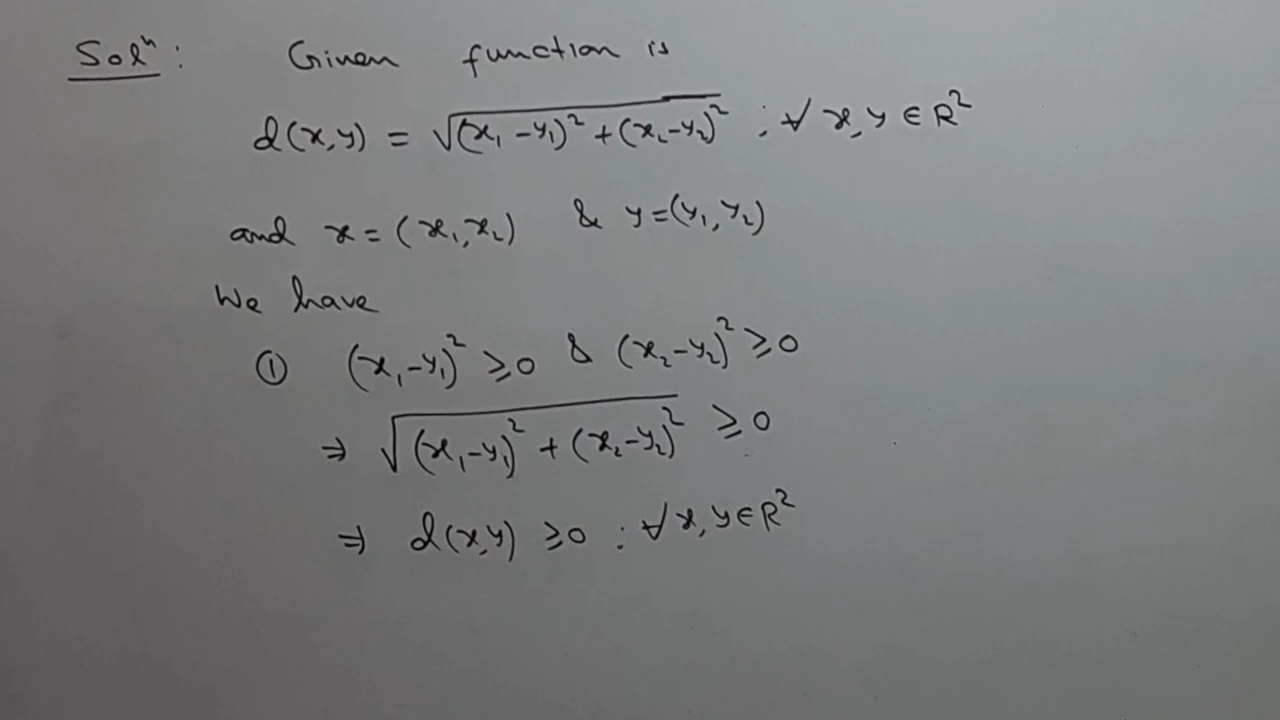 Solⁿ : Given function is
d(x,y) = √((x₁-y₁)² + (x₂-y₂)²) ; ∀ x,y ∈ R²
and x = (x₁,x₂) & y=(y₁,y₂)
We have
① (x₁-y₁)² ≥0 & (x₂-y₂)² ≥0
⇒ √((x₁-y₁)² + (x₂-y₂)²) ≥0
⇒ d(x,y) ≥0 : ∀ x,y ∈ R²